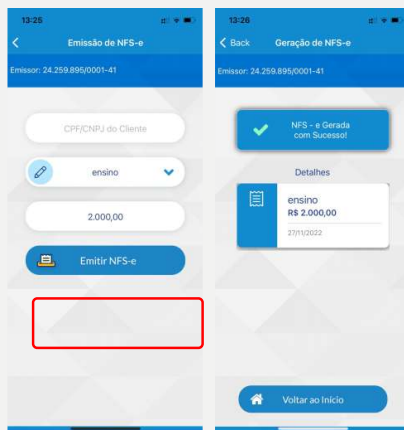 13:25
Emissão de NFS-e
Emissor: 24.259.895/0001-41
CPF/CNPJ do Cliente
ensino
2.000,00
Emitir NFS-e
13:26
Back
Geração de NFS-e
Emissor: 24.259.895/0001-41
NFS - e Gerada
com Sucesso!
Detalhes
ensino
R$ 2.000,00
27/11/2022
Voltar ao Início